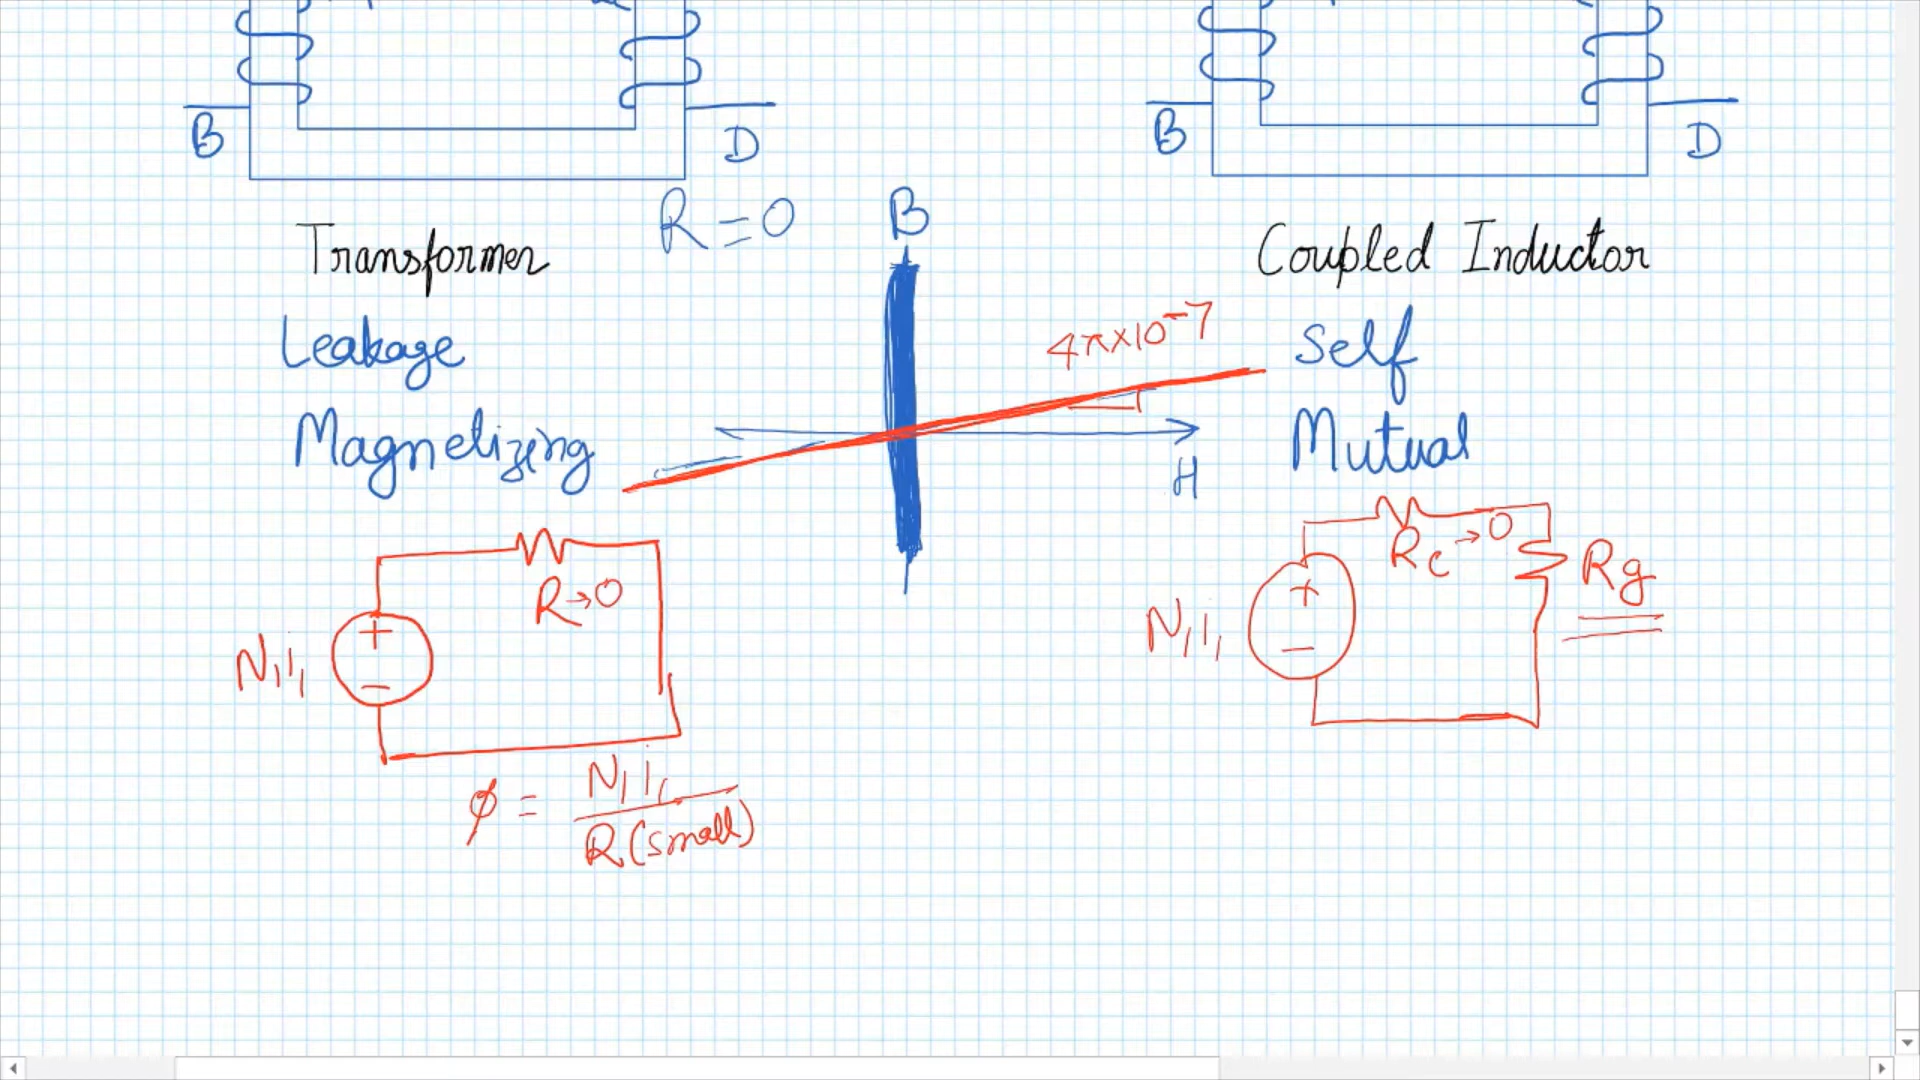 B
D
B
D
R = 0
B
Transformer
Coupled Inductor
Leakage
4π×10⁻⁷
Self
Magnetizing
H
Mutual
R→0
N₁i₁
+
−
Rc→0
Rg
N₁i₁
+
−
ϕ = N₁i₁
R(small)